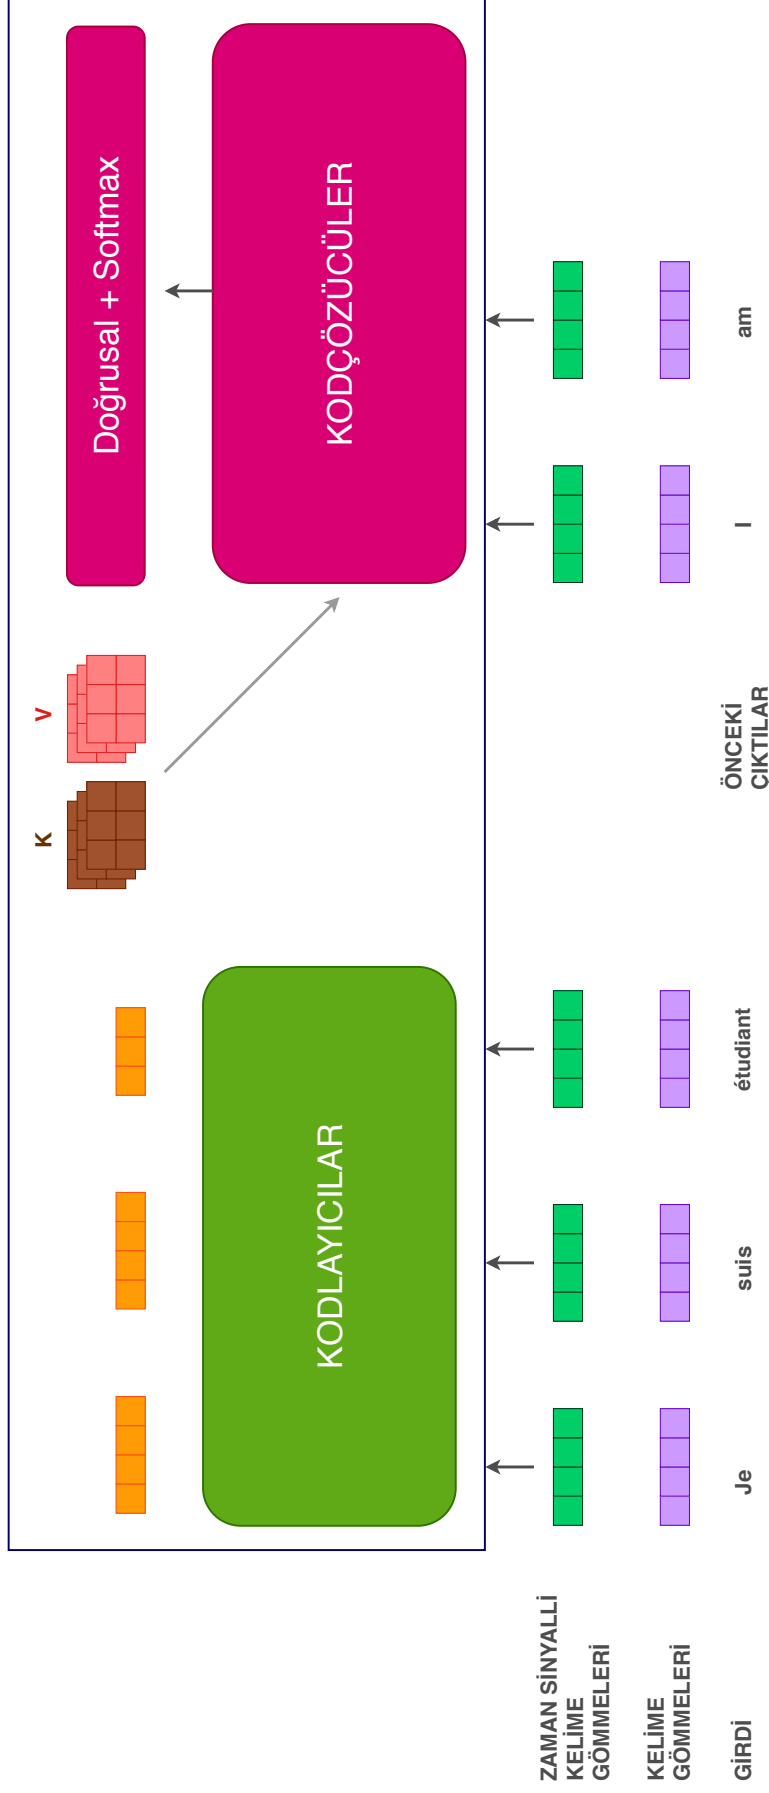 K
V
Doğrusal + Softmax
KODLAYICILAR
KODÇÖZÜCÜLER
ZAMAN SİNYALLİ
KELİME
GÖMMELERİ
KELİME
GÖMMELERİ
GİRDİ
Je
suis
étudiant
ÖNCEKİ
ÇIKTILAR
I
am